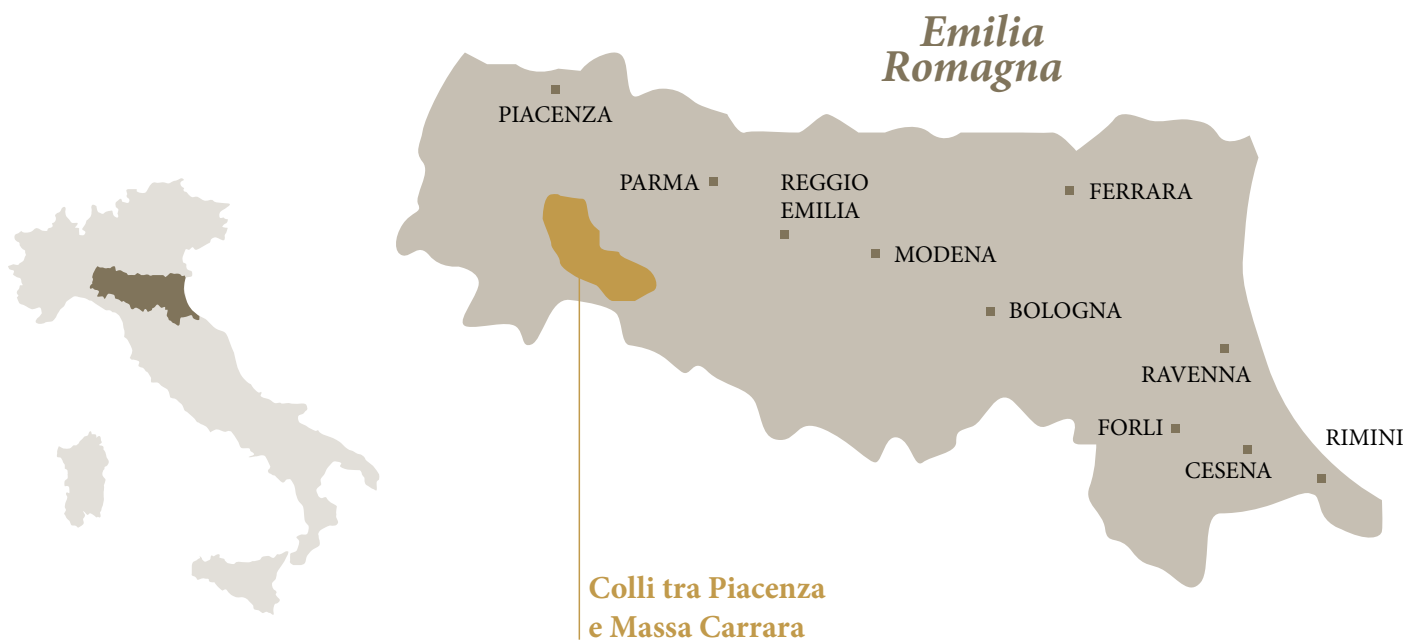 Emilia
Romagna
PIACENZA
PARMA
REGGIO
EMILIA
FERRARA
MODENA
BOLOGNA
RAVENNA
FORLI
RIMINI
CESENA
Colli tra Piacenza
e Massa Carrara